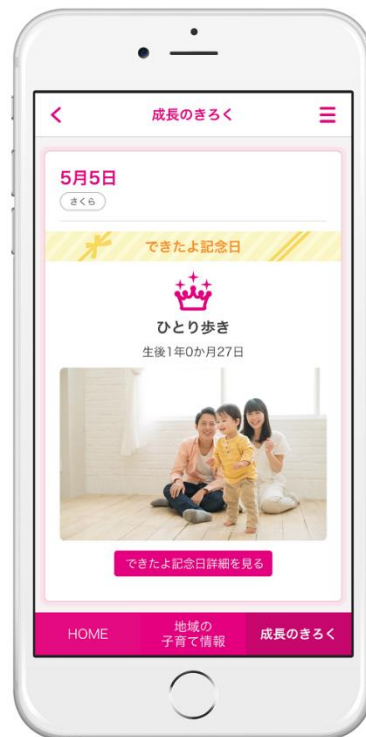 成長のきろく
5月5日
さくら
できたよ記念日
ひとり歩き
生後1年0か月27日
できたよ記念日詳細を見る
HOME
地域の
子育て情報
成長のきろく